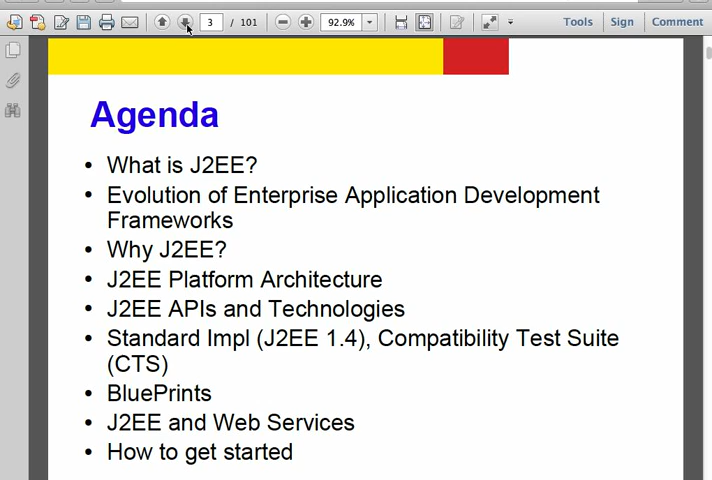 3 / 101 92.9% Tools Sign Comment
Agenda
• What is J2EE?
• Evolution of Enterprise Application Development
Frameworks
• Why J2EE?
• J2EE Platform Architecture
• J2EE APIs and Technologies
• Standard Impl (J2EE 1.4), Compatibility Test Suite
(CTS)
• BluePrints
• J2EE and Web Services
• How to get started